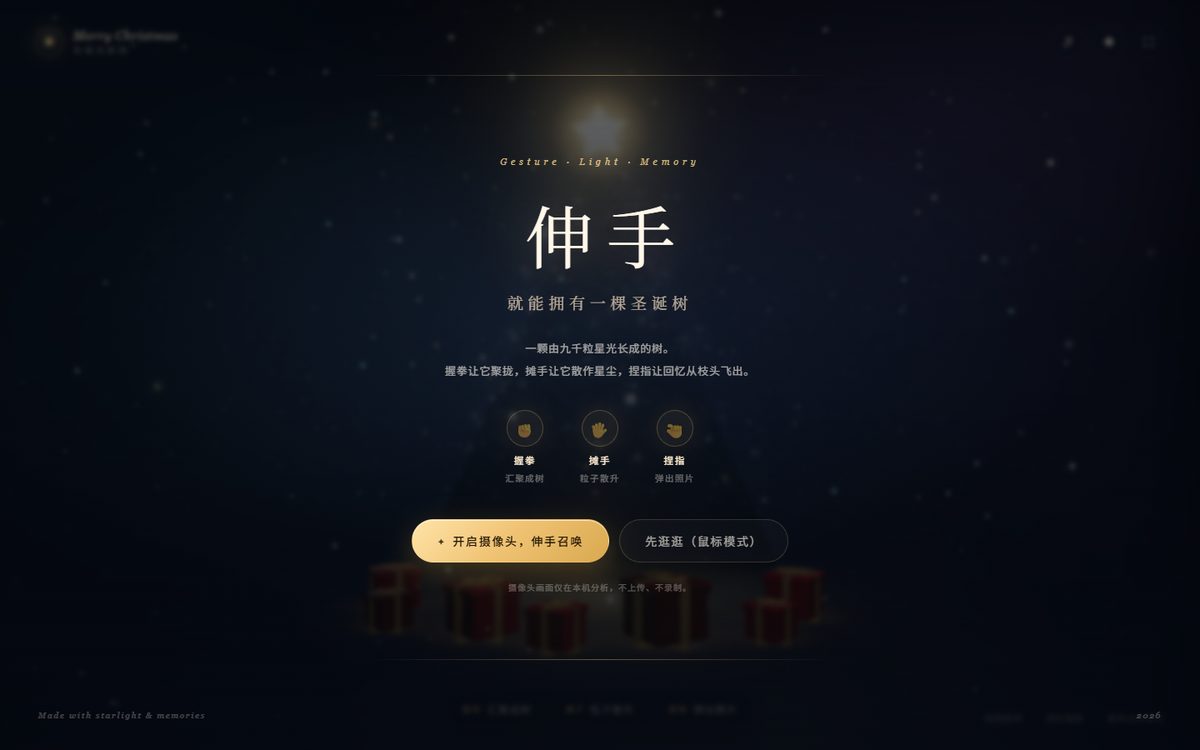 Merry Christmas
Gesture · Light · Memory
伸手
就能拥有一棵圣诞树
一颗由九千粒星光长成的树。
握拳让它聚拢，摊手让它散作星尘，捏指让回忆从枝头飞出。
握拳
摊手
捏指
汇聚成树
粒子散升
弹出照片
✦ 开启摄像头，伸手召唤
先逛逛（鼠标模式）
摄像头画面仅在本机分析，不上传、不录制。
Made with starlight & memories
2026